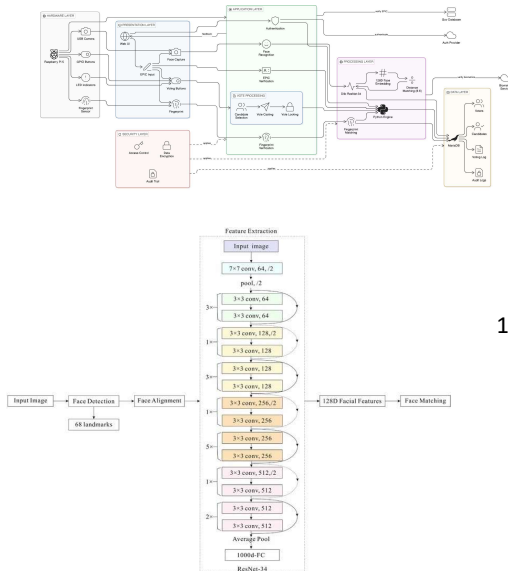 HARDWARE LAYER
USB Camera
Raspberry Pi 5
GPIO Buttons
LED Indicators
Fingerprint
Sensor
PRESENTATION LAYER
Web UI
Face Capture
EPIC Input
Voting Buttons
Fingerprint
APPLICATION LAYER
Authentication
Face
Recognition
EPIC
Verification
VOTE PROCESSING
Candidate
Selection
Vote Casting
Vote Locking
Fingerprint
Verification
SECURITY LAYER
Access Control
Data
Encryption
Audit Trail
PROCESSING LAYER
128D Face
Embedding
Distance
Matching
Python Engine
Fingerprint
Matching
DATA LAYER
MariaDB
Voters
Candidates
Voting Log
Audit Logs
Box Database
Auth Provider
Feature Extraction
Input image
7×7 conv, 64, /2
pool, /2
3×
3×3 conv, 64
3×3 conv, 64
1×
3×3 conv, 128,/2
3×3 conv, 128
3×
3×3 conv, 128
3×3 conv, 128
Input Image
Face Detection
Face Alignment
68 landmarks
1×
3×3 conv, 256,/2
3×3 conv, 256
128D Facial Features
Face Matching
5×
3×3 conv, 256
3×3 conv, 256
1×
3×3 conv, 512,/2
3×3 conv, 512
2×
3×3 conv, 512
3×3 conv, 512
Average Pool
1000d-FC
ResNet-34
1